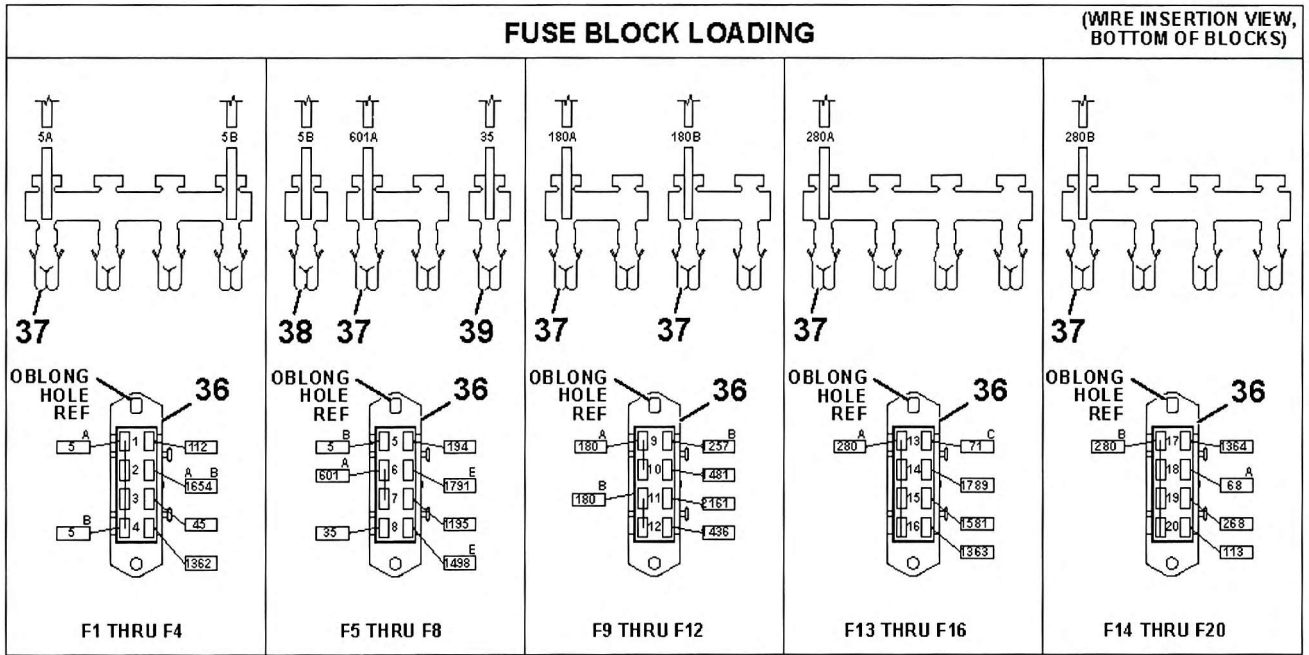 FUSE BLOCK LOADING
(WIRE INSERTION VIEW,
BOTTOM OF BLOCKS)
5A
5B
37
OBLONG
HOLE
REF
36
A
5
1
112
2
A B
1654
3
45
B
5
4
1362
F1 THRU F4
5B
601A
35
38
37
39
OBLONG
HOLE
REF
36
B
5
5
194
A
601
6
E
1791
7
1195
35
8
E
1498
F5 THRU F8
180A
180B
37
37
OBLONG
HOLE
REF
36
A
180
9
B
257
10
481
B
180
11
2161
12
436
F9 THRU F12
280A
37
OBLONG
HOLE
REF
36
A
280
13
C
71
14
1789
15
1581
16
1363
F13 THRU F16
280B
37
OBLONG
HOLE
REF
36
B
280
17
1364
18
A
68
19
268
20
113
F14 THRU F20